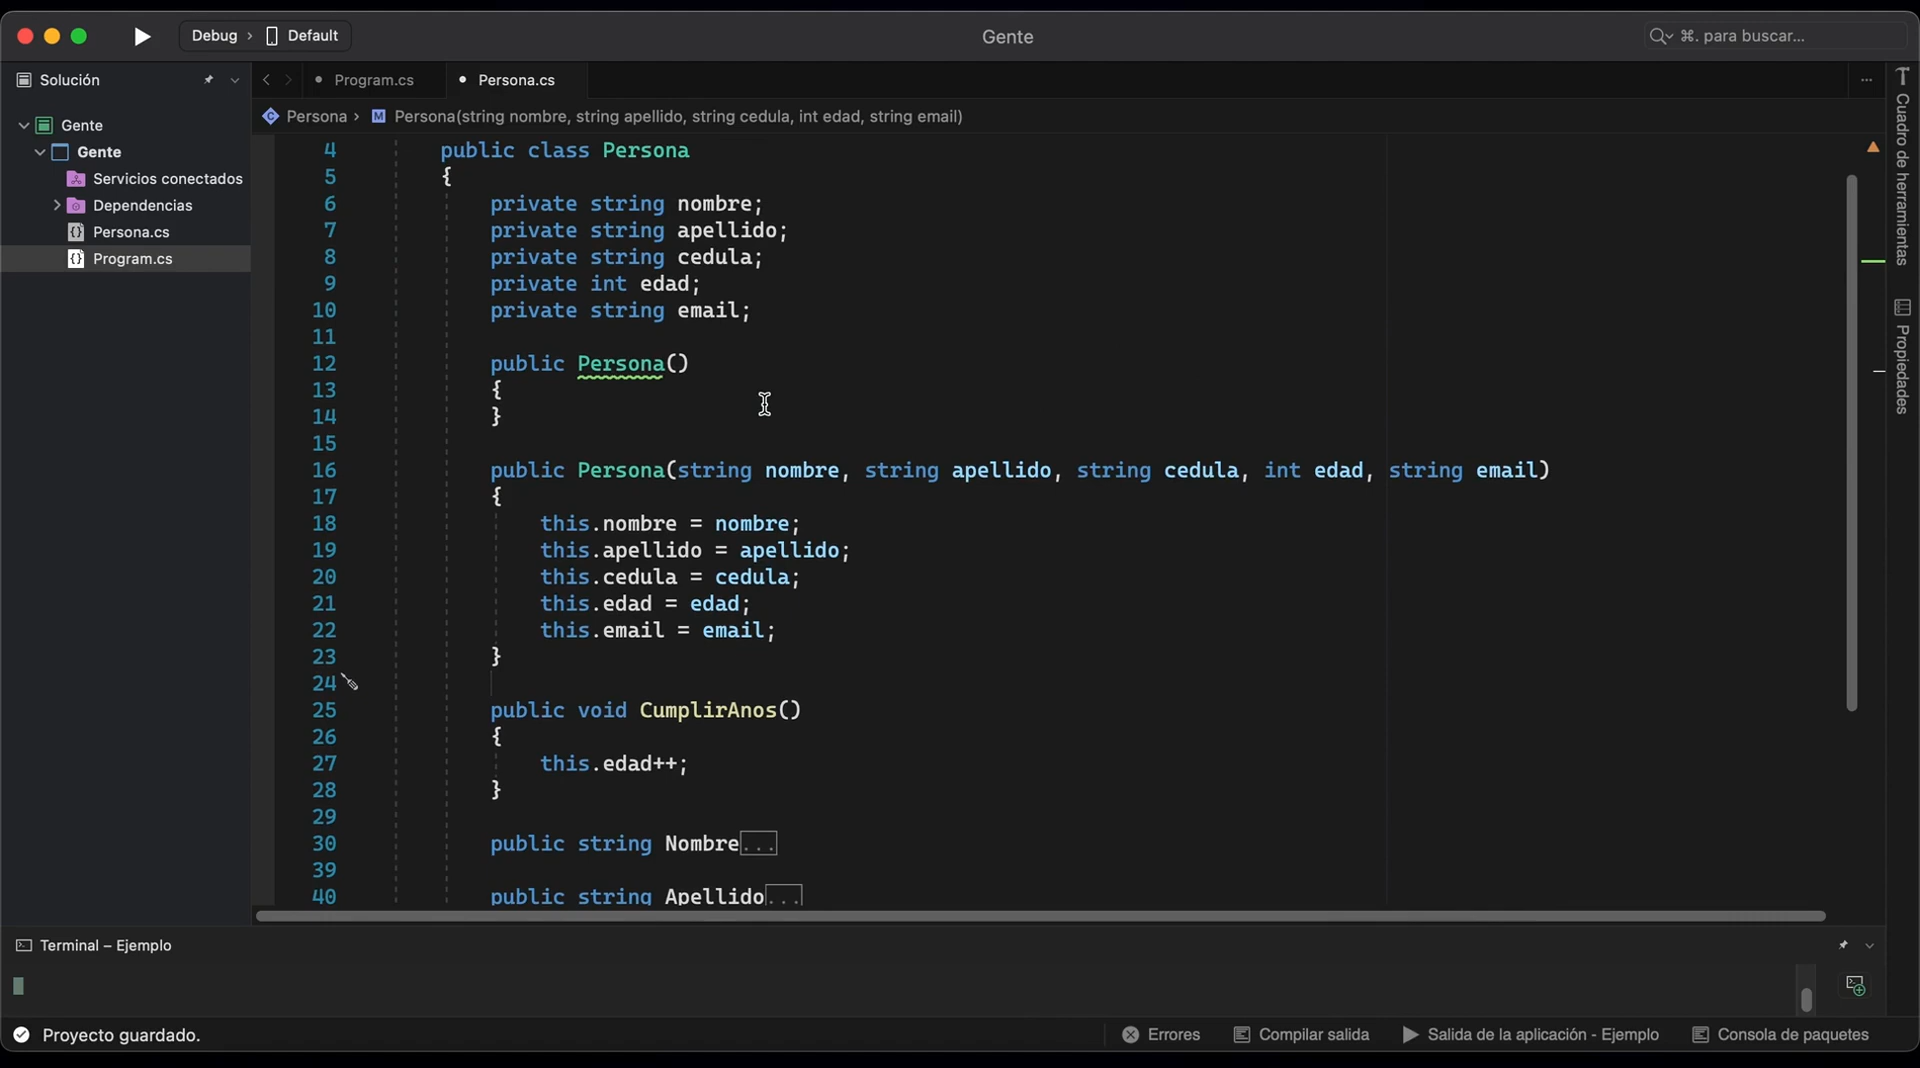 Debug › Default
Gente
⌘. para buscar...
Solución
Program.cs
Persona.cs
Gente
Gente
Servicios conectados
Dependencias
Persona.cs
Program.cs
Persona › Persona(string nombre, string apellido, string cedula, int edad, string email)
4 public class Persona
5 {
6 private string nombre;
7 private string apellido;
8 private string cedula;
9 private int edad;
10 private string email;
11
12 public Persona()
13 {
14 }
15
16 public Persona(string nombre, string apellido, string cedula, int edad, string email)
17 {
18 this.nombre = nombre;
19 this.apellido = apellido;
20 this.cedula = cedula;
21 this.edad = edad;
22 this.email = email;
23 }
24
25 public void CumplirAnos()
26 {
27 this.edad++;
28 }
29
30 public string Nombre...
39
40 public string Apellido...
Cuadro de herramientas
Propiedades
Terminal – Ejemplo
Proyecto guardado.
Errores
Compilar salida
Salida de la aplicación - Ejemplo
Consola de paquetes